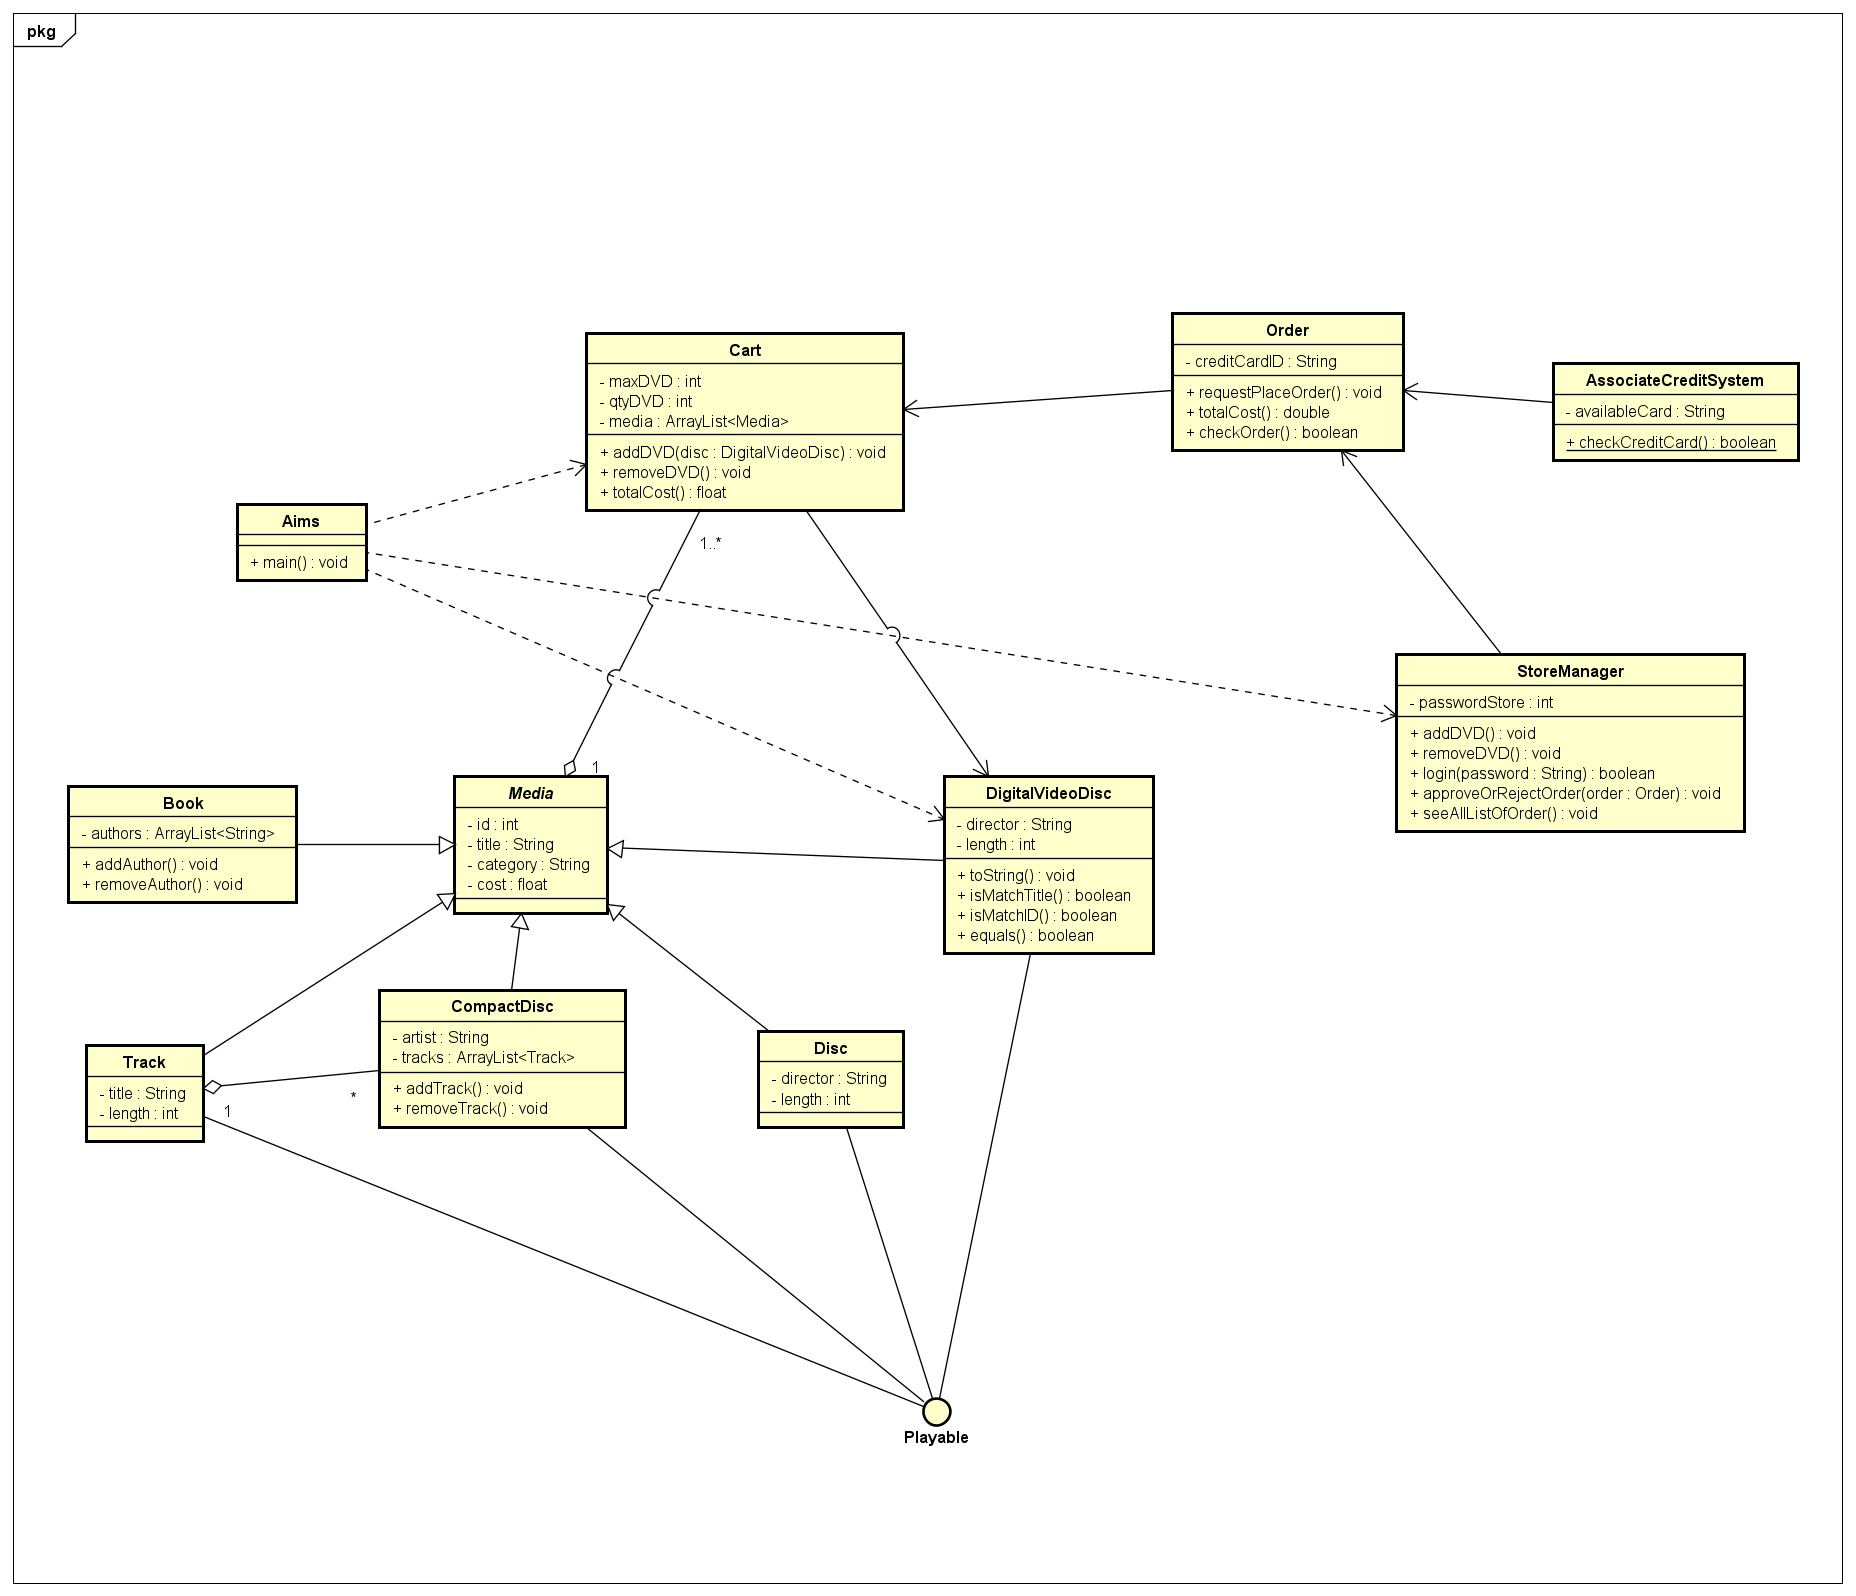 pkg
Order
- creditCardID : String
+ requestPlaceOrder() : void
+ totalCost() : double
+ checkOrder() : boolean
Cart
- maxDVD : int
- qtyDVD : int
- media : ArrayList<Media>
+ addDVD(disc : DigitalVideoDisc) : void
+ removeDVD() : void
+ totalCost() : float
AssociateCreditSystem
- availableCard : String
+ checkCreditCard() : boolean
Aims
+ main() : void
1..*
1
StoreManager
- passwordStore : int
+ addDVD() : void
+ removeDVD() : void
+ login(password : String) : boolean
+ approveOrRejectOrder(order : Order) : void
+ seeAllListOfOrder() : void
Book
- authors : ArrayList<String>
+ addAuthor() : void
+ removeAuthor() : void
Media
- id : int
- title : String
- category : String
- cost : float
DigitalVideoDisc
- director : String
- length : int
+ toString() : void
+ isMatchTitle() : boolean
+ isMatchID() : boolean
+ equals() : boolean
Track
- title : String
- length : int
1
*
CompactDisc
- artist : String
- tracks : ArrayList<Track>
+ addTrack() : void
+ removeTrack() : void
Disc
- director : String
- length : int
Playable